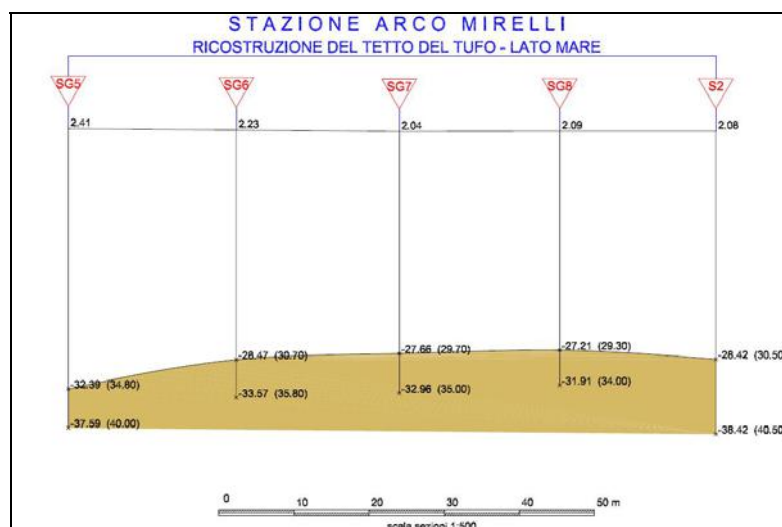 STAZIONE ARCO MIRELLI
RICOSTRUZIONE DEL TETTO DEL TUFO - LATO MARE
SG5 SG6 SG7 SG8 S2
2.41 2.23 2.04 2.09 2.08
-32.39 (34.80) -28.47 (30.70) -27.66 (29.70) -27.21 (29.30) -28.42 (30.50
-33.57 (35.80) -32.96 (35.00) -31.91 (34.00)
-37.59 (40.00) -38.42 (40.50
0 10 20 30 40 50 m
scala sezioni 1:500